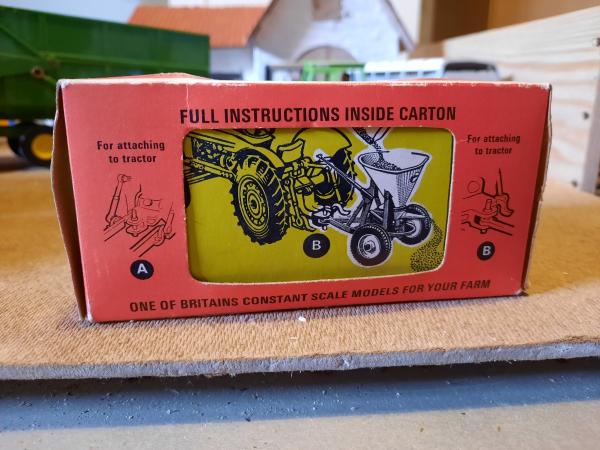 FULL INSTRUCTIONS INSIDE CARTON
For attaching
to tractor
For attaching
to tractor
B
A
B
ONE OF BRITAINS CONSTANT SCALE MODELS FOR YOUR FARM